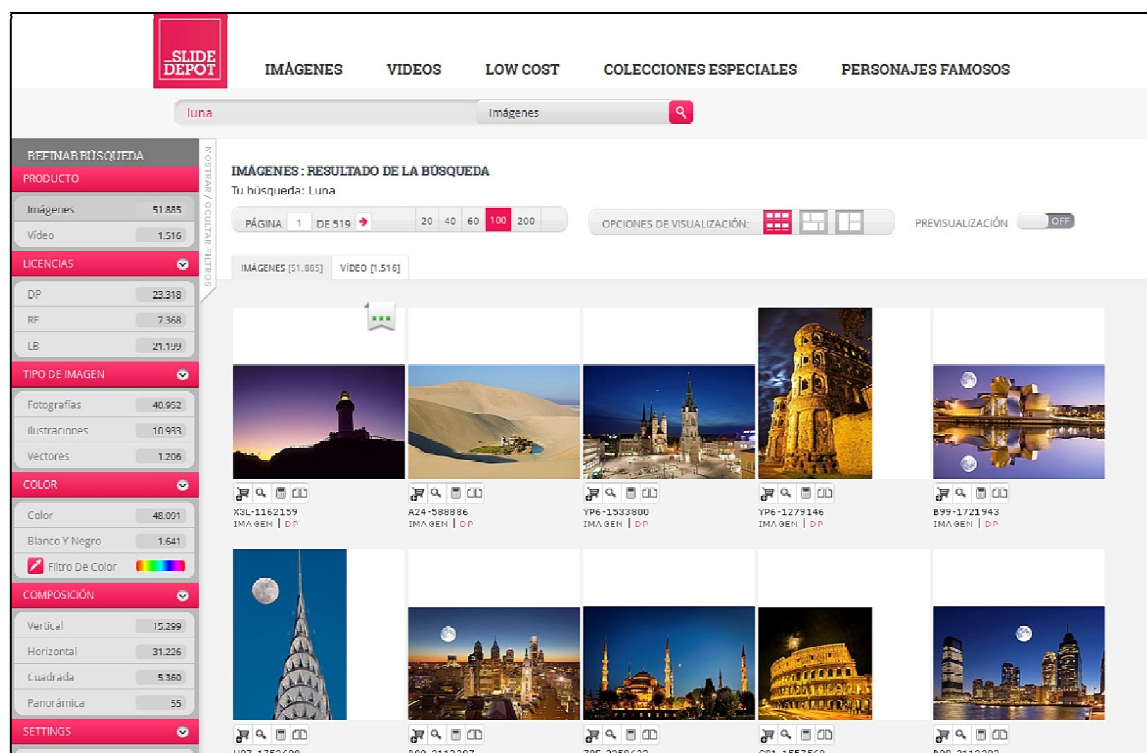 _SLIDE
DEPOT
IMÁGENES VIDEOS LOW COST COLECCIONES ESPECIALES PERSONAJES FAMOSOS
luna Imágenes
REFINAR BÚSQUEDA
MOSTRAR / OCULTAR FILTROS
PRODUCTO
Imágenes 51.885
Vídeo 1.516
LICENCIAS
DP 23.318
RF 7.368
LB 21.199
TIPO DE IMAGEN
Fotografías 40.952
Ilustraciones 10.933
Vectores 1.206
COLOR
Color 48.091
Blanco Y Negro 1.641
Filtro De Color
COMPOSICIÓN
Vertical 15.299
Horizontal 31.226
Cuadrada 5.360
Panorámica 55
SETTINGS
IMÁGENES : RESULTADO DE LA BÚSQUEDA
Tu búsqueda: Luna
PÁGINA 1 DE 519 20 40 60 100 200 OPCIONES DE VISUALIZACIÓN: PREVISUALIZACIÓN OFF
IMÁGENES [51.885] VÍDEO [1.516]
X3L-1162159 A24-588886 YP6-1533800 YP6-1279146 B99-1721943
IMAGEN | DP IMAGEN | DP IMAGEN | DP IMAGEN | DP IMAGEN | DP